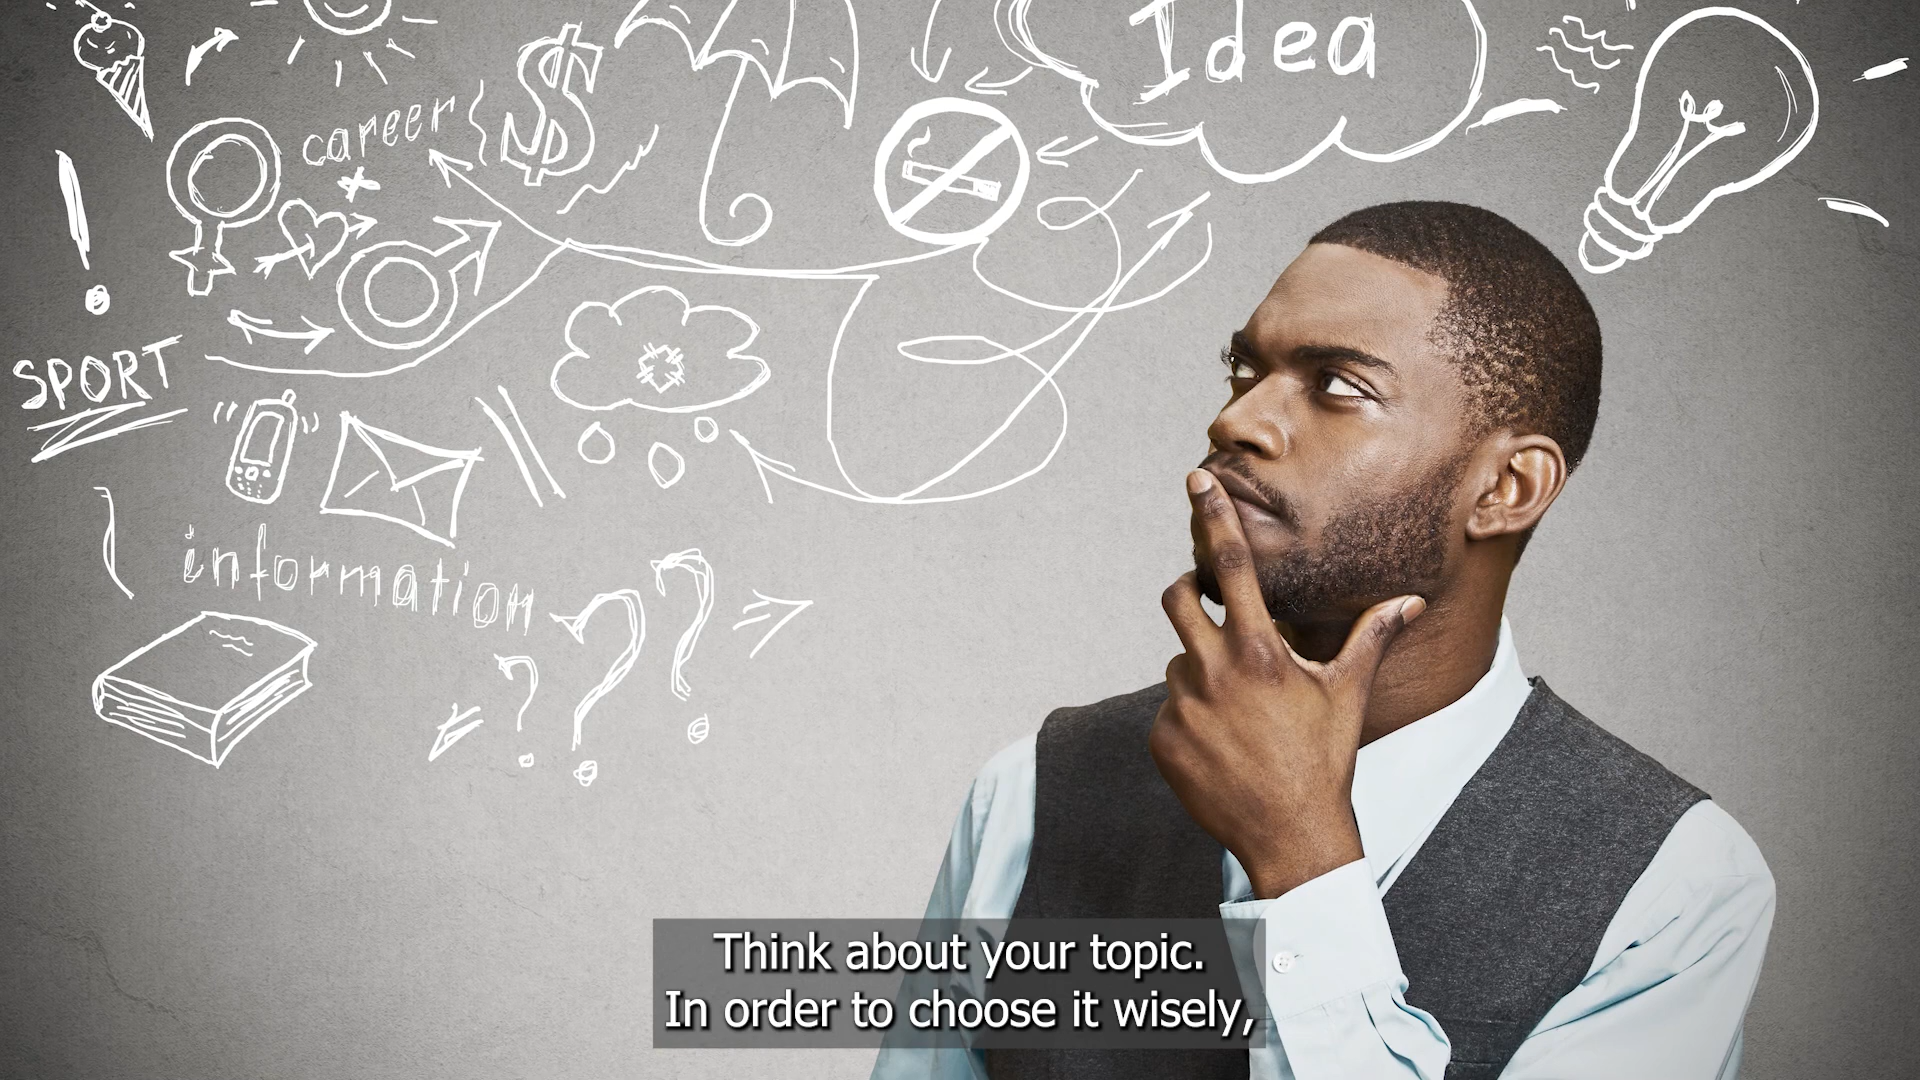 Idea
career
SPORT
information
? ? ?
Think about your topic.
In order to choose it wisely,